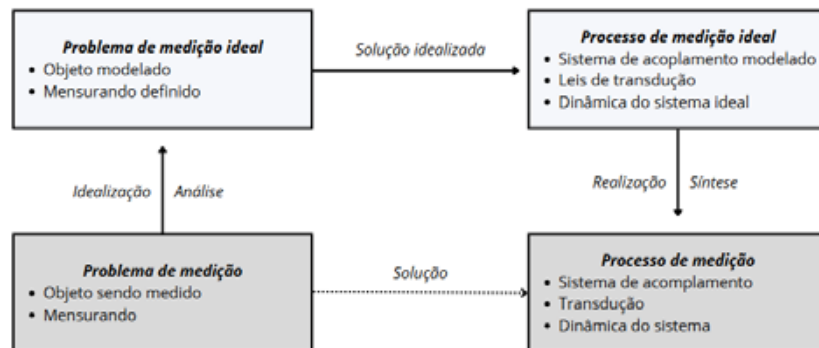 Problema de medição ideal
• Objeto modelado
• Mensurando definido
Solução idealizada
Processo de medição ideal
• Sistema de acoplamento modelado
• Leis de transdução
• Dinâmica do sistema ideal
Idealização
Análise
Realização
Síntese
Problema de medição
• Objeto sendo medido
• Mensurando
Solução
Processo de medição
• Sistema de acomplamento
• Transdução
• Dinâmica do sistema